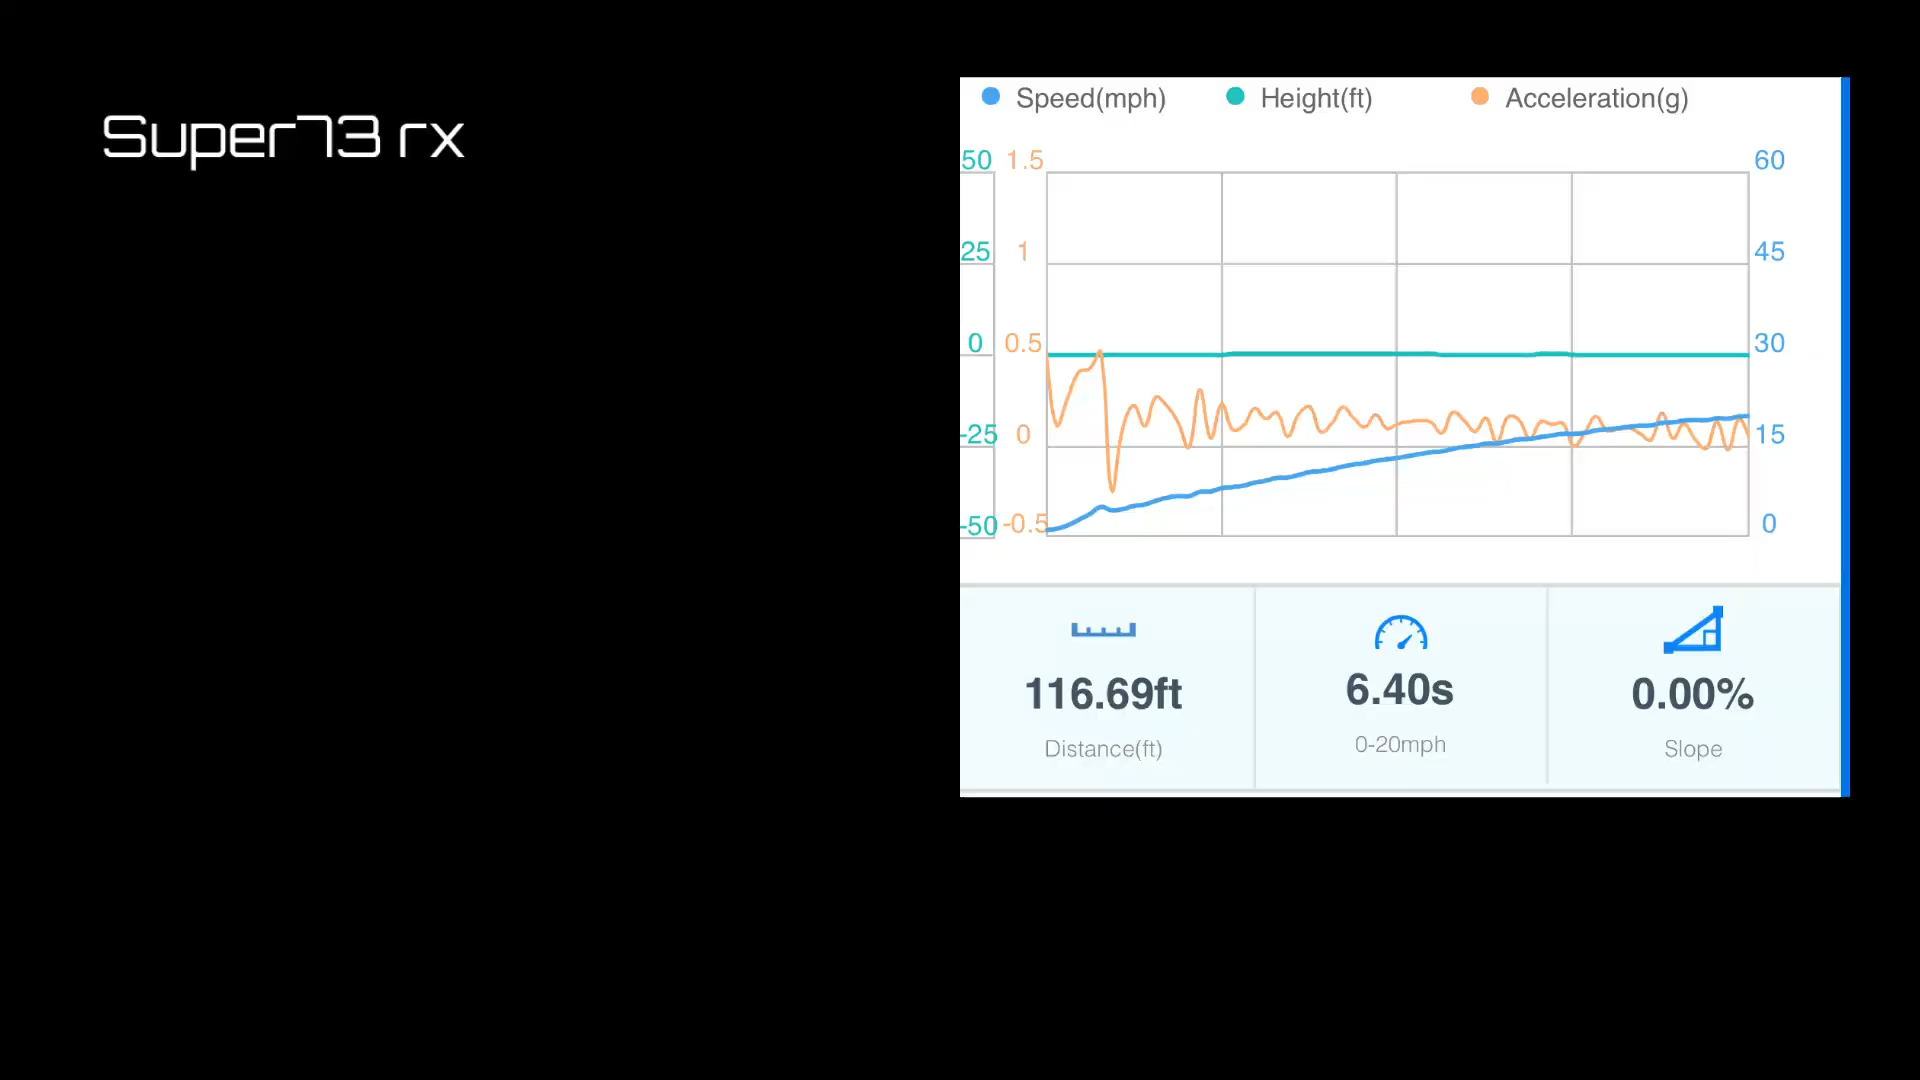 Super73 rx
Speed(mph) Height(ft) Acceleration(g)
50 1.5 60
25 1 45
0 0.5 30
-25 0 15
-50 -0.5 0
116.69ft 6.40s 0.00%
Distance(ft) 0-20mph Slope